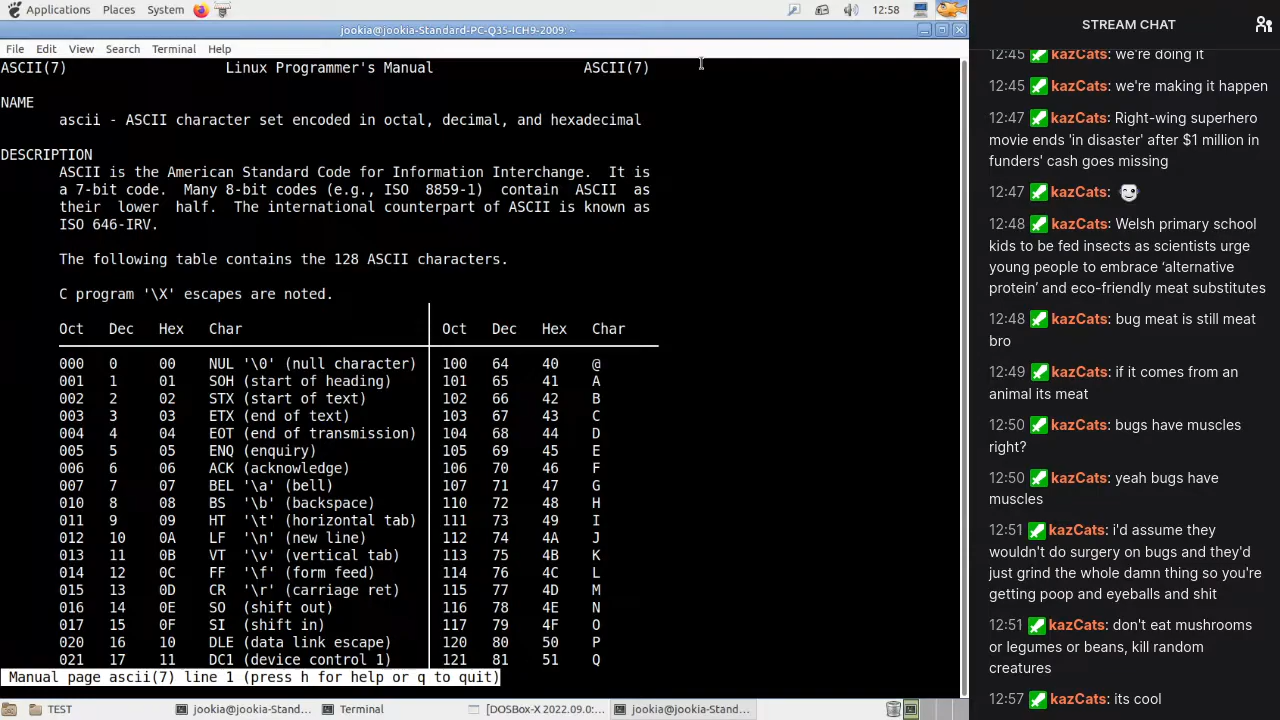 Applications Places System 12:58
jookia@jookia-Standard-PC-Q35-ICH9-2009: ~
File Edit View Search Terminal Help
ASCII(7) Linux Programmer's Manual ASCII(7)
NAME
ascii - ASCII character set encoded in octal, decimal, and hexadecimal
DESCRIPTION
ASCII is the American Standard Code for Information Interchange. It is
a 7-bit code. Many 8-bit codes (e.g., ISO 8859-1) contain ASCII as
their lower half. The international counterpart of ASCII is known as
ISO 646-IRV.
The following table contains the 128 ASCII characters.
C program '\X' escapes are noted.
Oct Dec Hex Char Oct Dec Hex Char
000 0 00 NUL '\0' (null character) 100 64 40 @
001 1 01 SOH (start of heading) 101 65 41 A
002 2 02 STX (start of text) 102 66 42 B
003 3 03 ETX (end of text) 103 67 43 C
004 4 04 EOT (end of transmission) 104 68 44 D
005 5 05 ENQ (enquiry) 105 69 45 E
006 6 06 ACK (acknowledge) 106 70 46 F
007 7 07 BEL '\a' (bell) 107 71 47 G
010 8 08 BS '\b' (backspace) 110 72 48 H
011 9 09 HT '\t' (horizontal tab) 111 73 49 I
012 10 0A LF '\n' (new line) 112 74 4A J
013 11 0B VT '\v' (vertical tab) 113 75 4B K
014 12 0C FF '\f' (form feed) 114 76 4C L
015 13 0D CR '\r' (carriage ret) 115 77 4D M
016 14 0E SO (shift out) 116 78 4E N
017 15 0F SI (shift in) 117 79 4F O
020 16 10 DLE (data link escape) 120 80 50 P
021 17 11 DC1 (device control 1) 121 81 51 Q
Manual page ascii(7) line 1 (press h for help or q to quit)
TEST jookia@jookia-Stand... Terminal [DOSBox-X 2022.09.0:... jookia@jookia-Stand...
STREAM CHAT
12:45 kazCats: we're doing it
12:45 kazCats: we're making it happen
12:47 kazCats: Right-wing superhero
movie ends 'in disaster' after $1 million in
funders' cash goes missing
12:47 kazCats:
12:48 kazCats: Welsh primary school
kids to be fed insects as scientists urge
young people to embrace ‘alternative
protein’ and eco-friendly meat substitutes
12:48 kazCats: bug meat is still meat
bro
12:49 kazCats: if it comes from an
animal its meat
12:50 kazCats: bugs have muscles
right?
12:50 kazCats: yeah bugs have
muscles
12:51 kazCats: i'd assume they
wouldn't do surgery on bugs and they'd
just grind the whole damn thing so you're
getting poop and eyeballs and shit
12:51 kazCats: don't eat mushrooms
or legumes or beans, kill random
creatures
12:57 kazCats: its cool